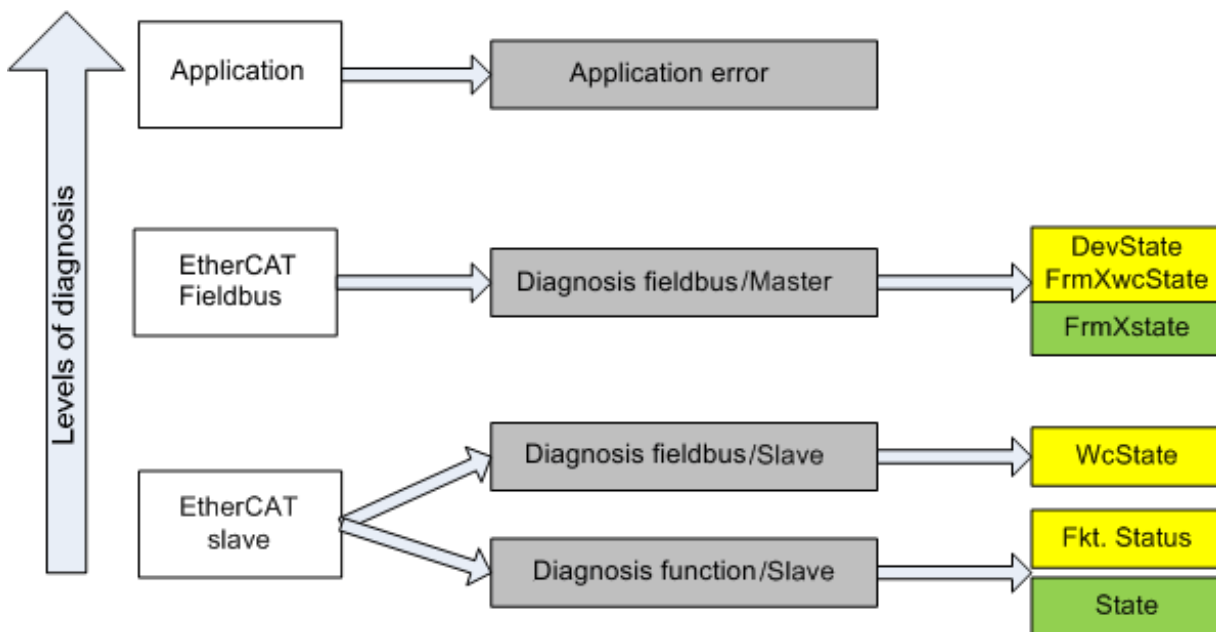 Levels of diagnosis
Application
Application error
EtherCAT
Fieldbus
Diagnosis fieldbus/Master
DevState
FrmXwcState
FrmXstate
EtherCAT
slave
Diagnosis fieldbus/Slave
WcState
Diagnosis function/Slave
Fkt. Status
State